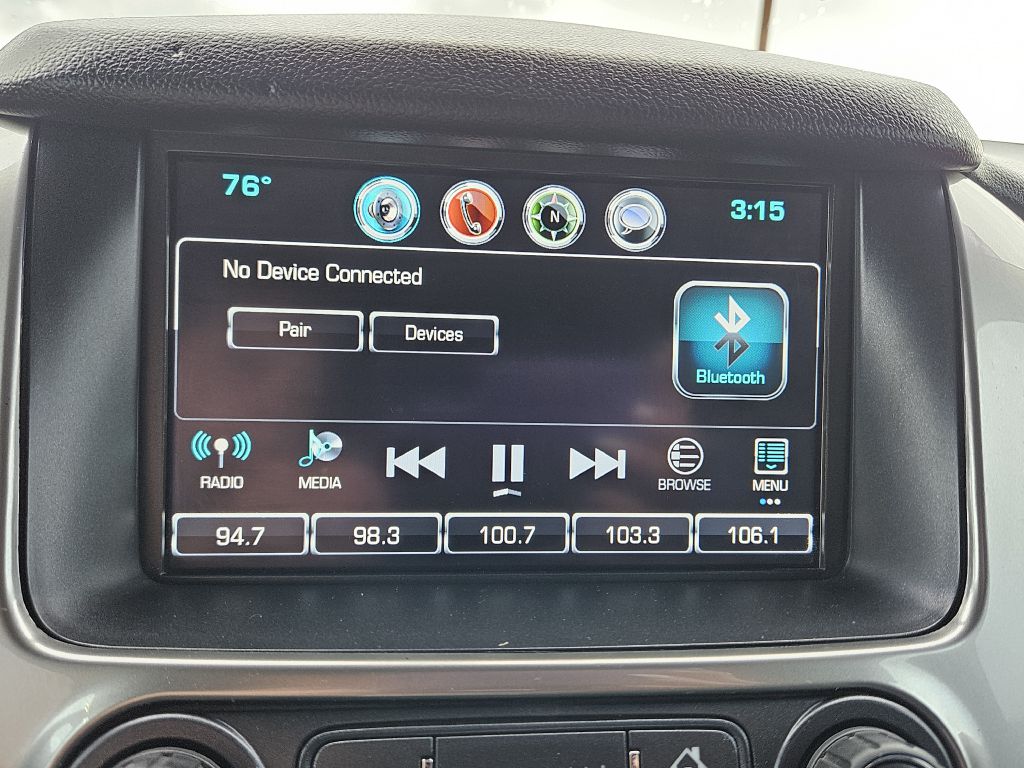 76° N 3:15
No Device Connected
Pair Devices
Bluetooth
RADIO MEDIA BROWSE MENU
94.7 98.3 100.7 103.3 106.1